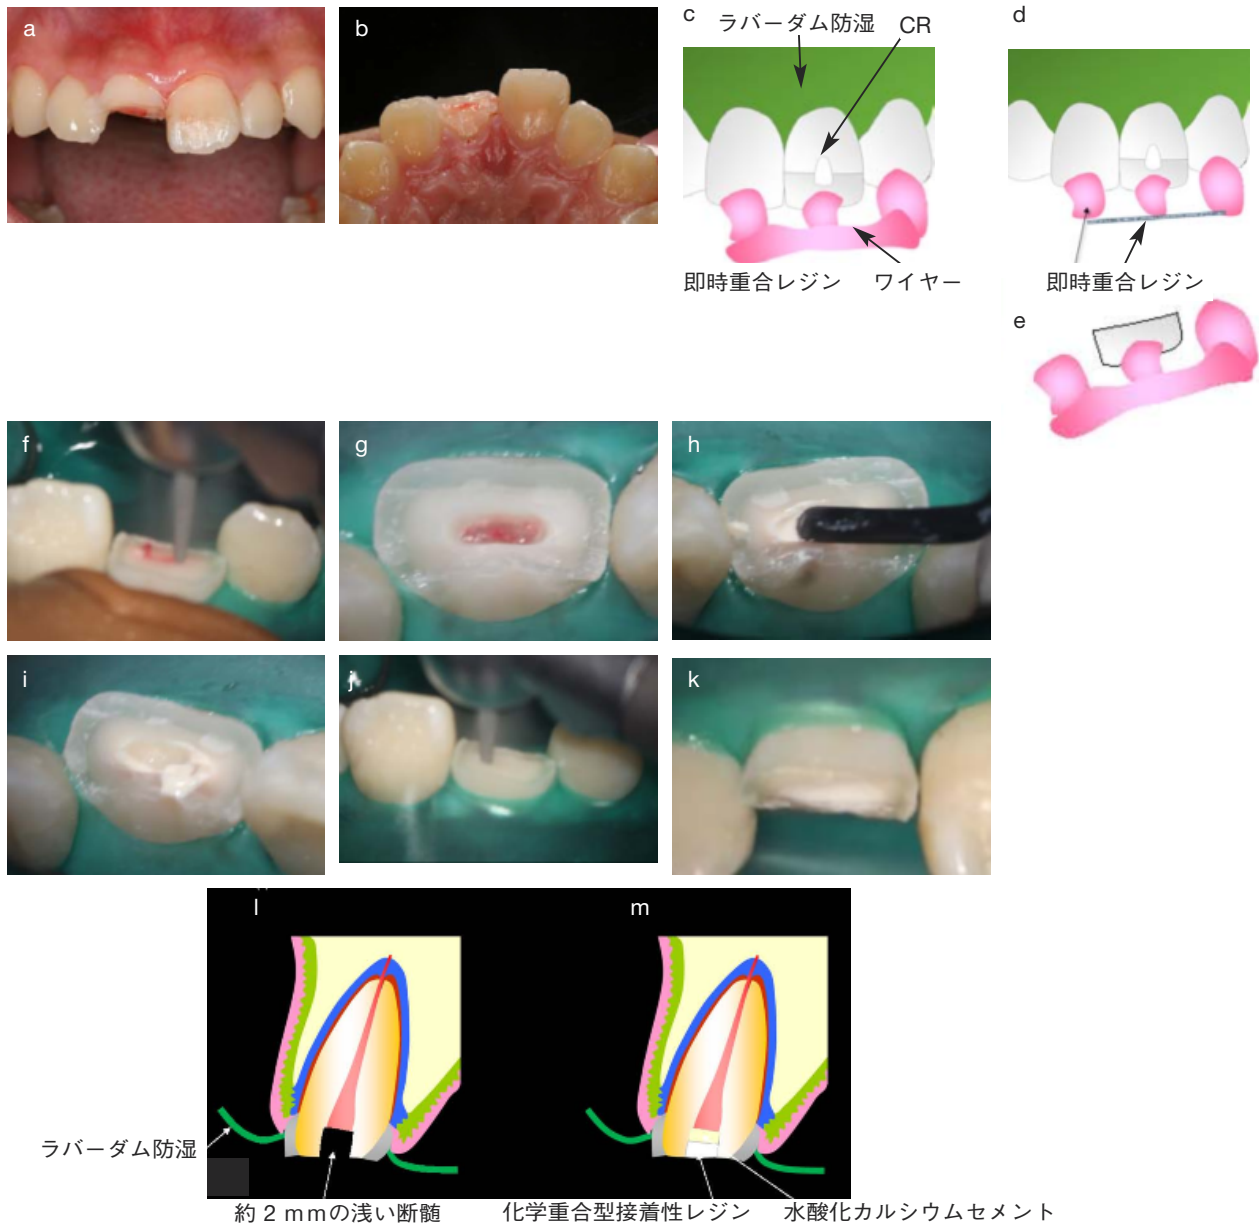 a
b
c
ラバーダム防湿
CR
d
即時重合レジン
ワイヤー
即時重合レジン
e
f
g
h
i
j
k
l
m
ラバーダム防湿
約 2 mmの浅い断髄
化学重合型接着性レジン
水酸化カルシウムセメント